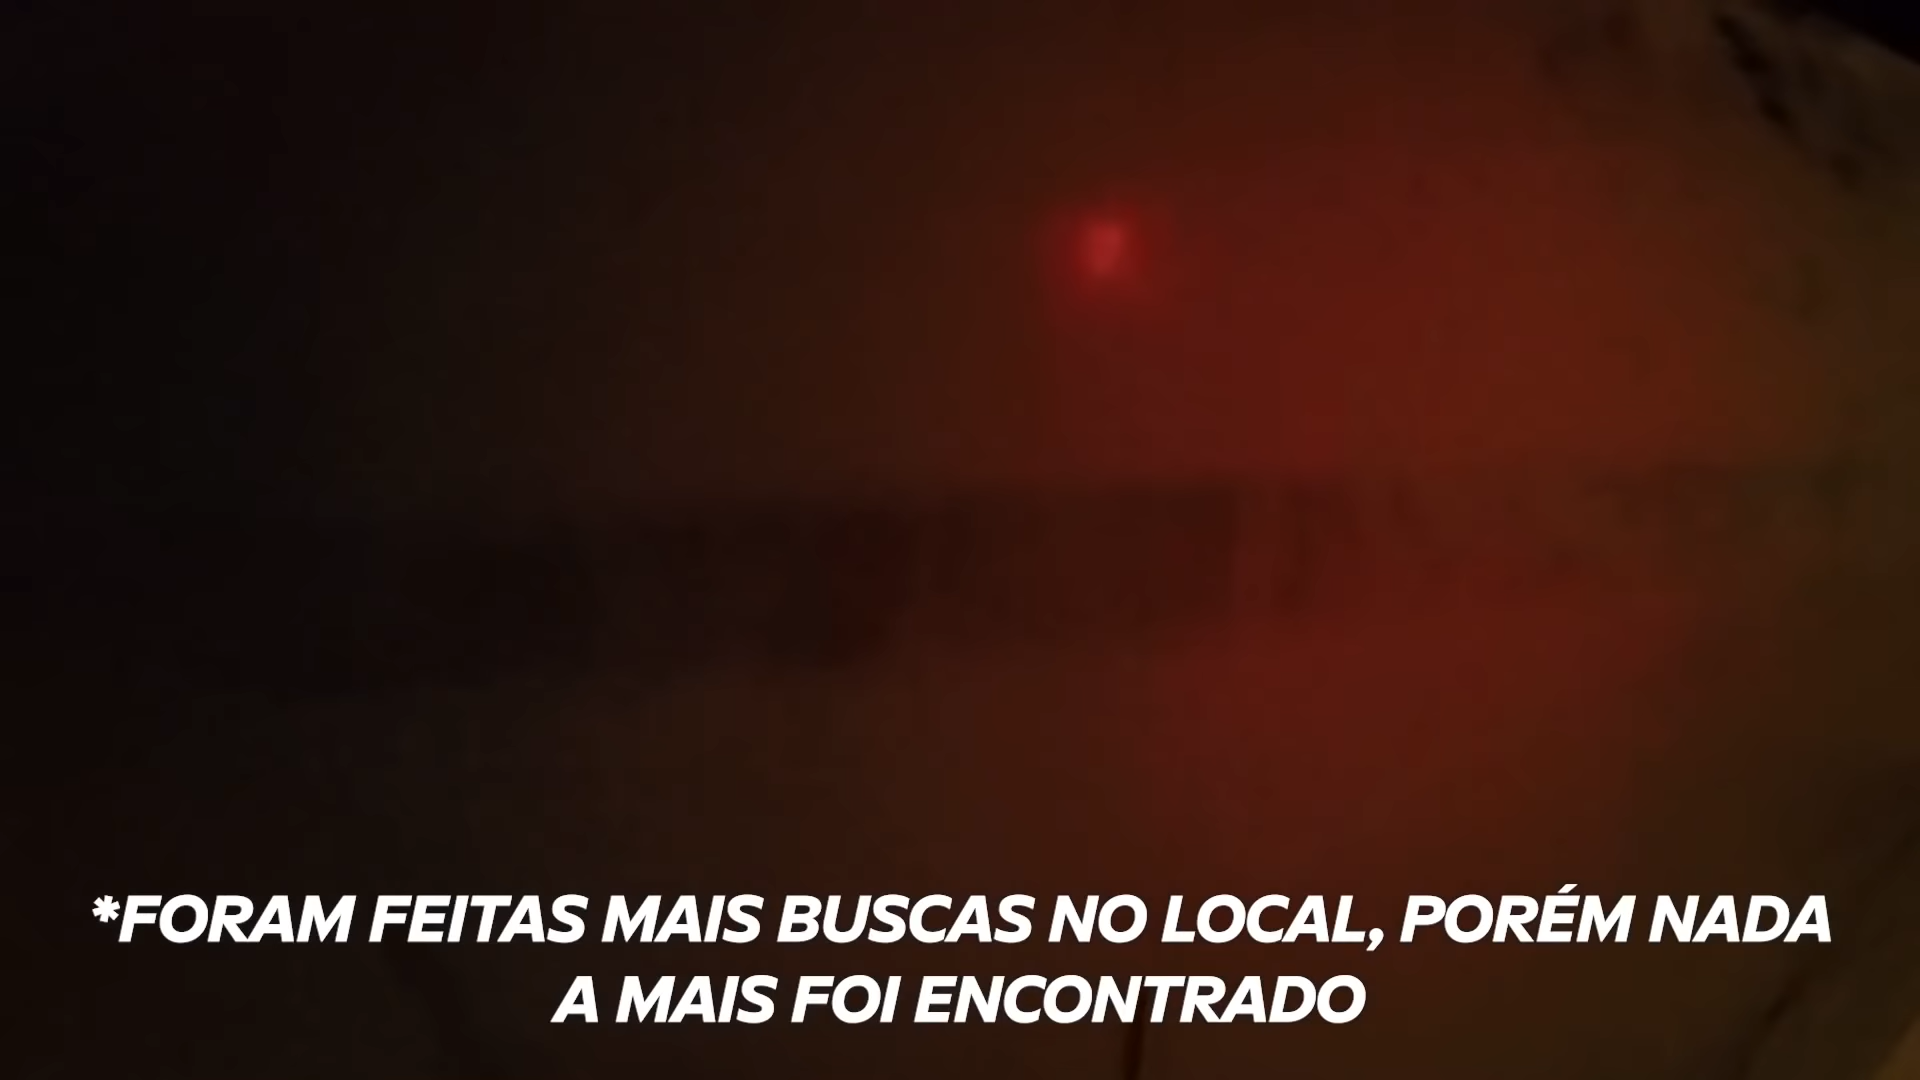 *FORAM FEITAS MAIS BUSCAS NO LOCAL, PORÉM NADA
A MAIS FOI ENCONTRADO